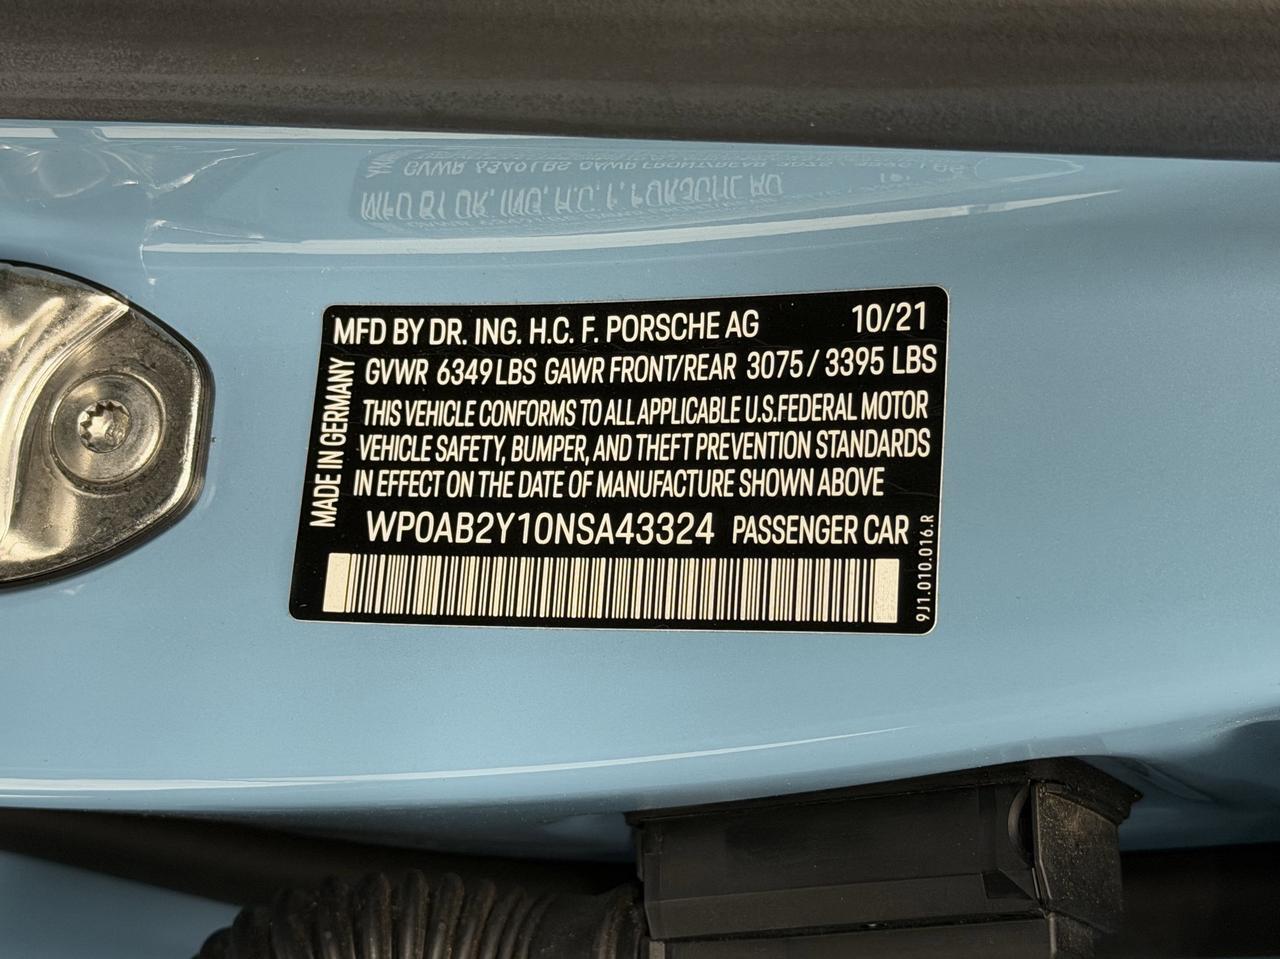 MFD BY DR. ING. H.C. F. PORSCHE AG 10/21
GVWR 6349 LBS GAWR FRONT/REAR 3075 / 3395 LBS
THIS VEHICLE CONFORMS TO ALL APPLICABLE U.S.FEDERAL MOTOR
VEHICLE SAFETY, BUMPER, AND THEFT PREVENTION STANDARDS
IN EFFECT ON THE DATE OF MANUFACTURE SHOWN ABOVE
WP0AB2Y10NSA43324 PASSENGER CAR
MADE IN GERMANY
9J1.010.016.R